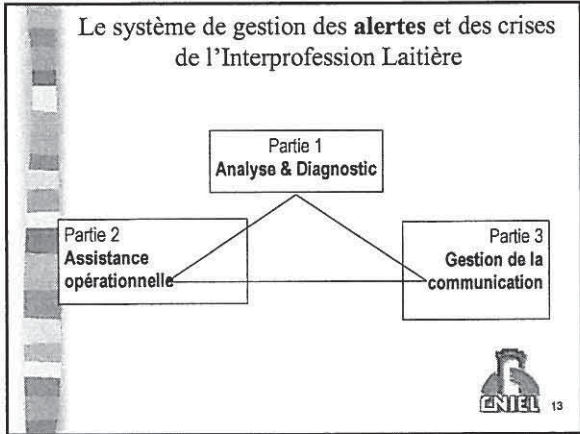 Le système de gestion des alertes et des crises
de l'Interprofession Laitière
Partie 1
Analyse & Diagnostic
Partie 2
Assistance
opérationnelle
Partie 3
Gestion de la
communication
CNIEL
13